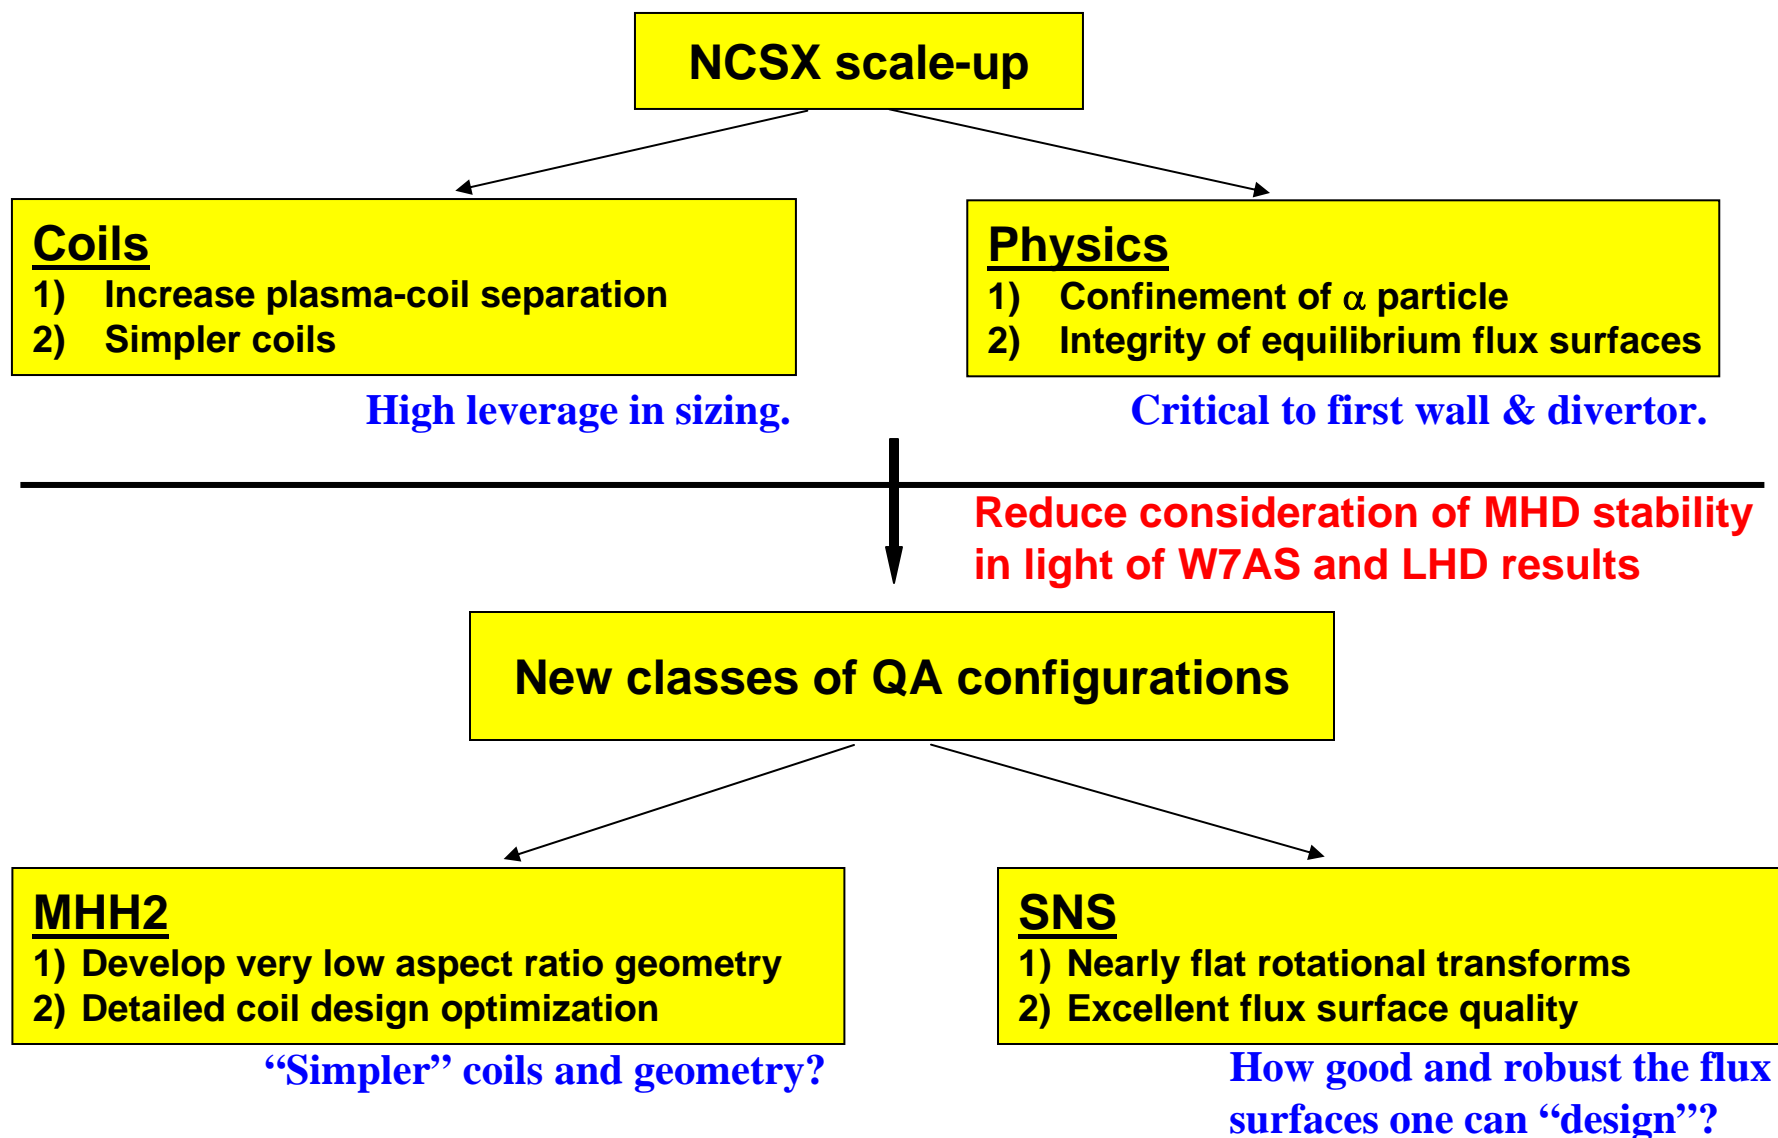 NCSX scale-up
Coils
1) Increase plasma-coil separation
2) Simpler coils
High leverage in sizing.
Physics
1) Confinement of α particle
2) Integrity of equilibrium flux surfaces
Critical to first wall & divertor.
Reduce consideration of MHD stability
in light of W7AS and LHD results
New classes of QA configurations
MHH2
1) Develop very low aspect ratio geometry
2) Detailed coil design optimization
“Simpler” coils and geometry?
SNS
1) Nearly flat rotational transforms
2) Excellent flux surface quality
How good and robust the flux
surfaces one can “design”?